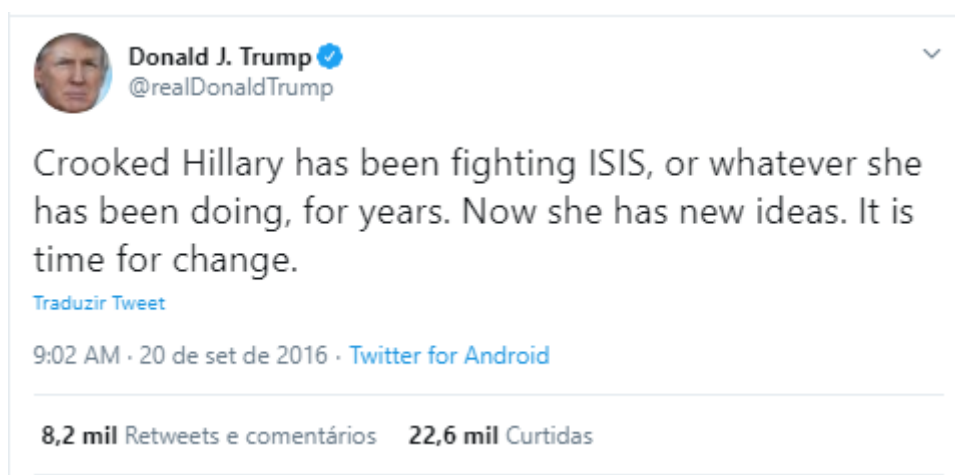 Donald J. Trump
@realDonaldTrump
Crooked Hillary has been fighting ISIS, or whatever she
has been doing, for years. Now she has new ideas. It is
time for change.
Traduzir Tweet
9:02 AM · 20 de set de 2016 · Twitter for Android
8,2 mil Retweets e comentários 22,6 mil Curtidas